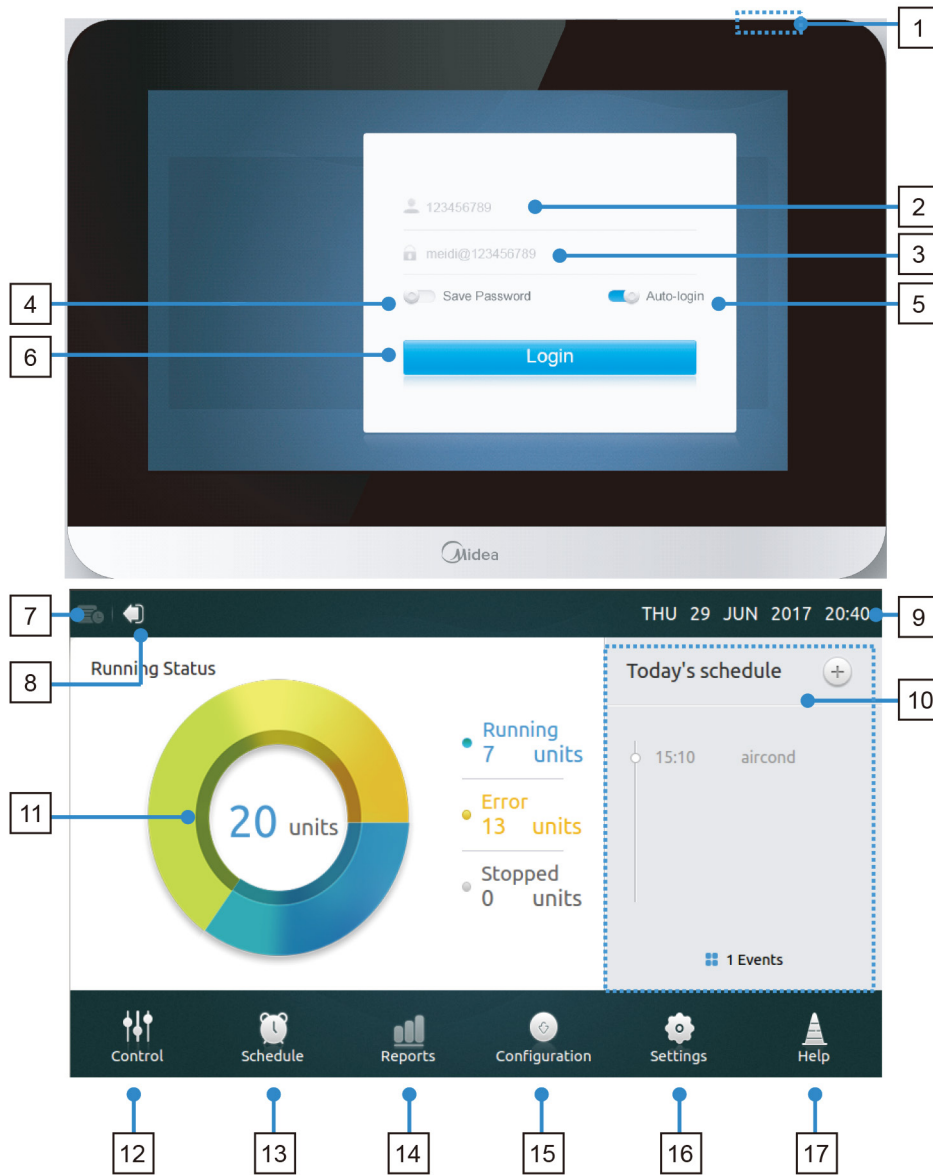 1
123456789
2
meidi@123456789
3
Save Password
Auto-login
4
5
Login
6
Midea
7
THU 29 JUN 2017 20:40
9
8
Running Status
Today's schedule
10
Running
7 units
15:10 aircond
11
20 units
Error
13 units
Stopped
0 units
1 Events
Control
Schedule
Reports
Configuration
Settings
Help
12
13
14
15
16
17